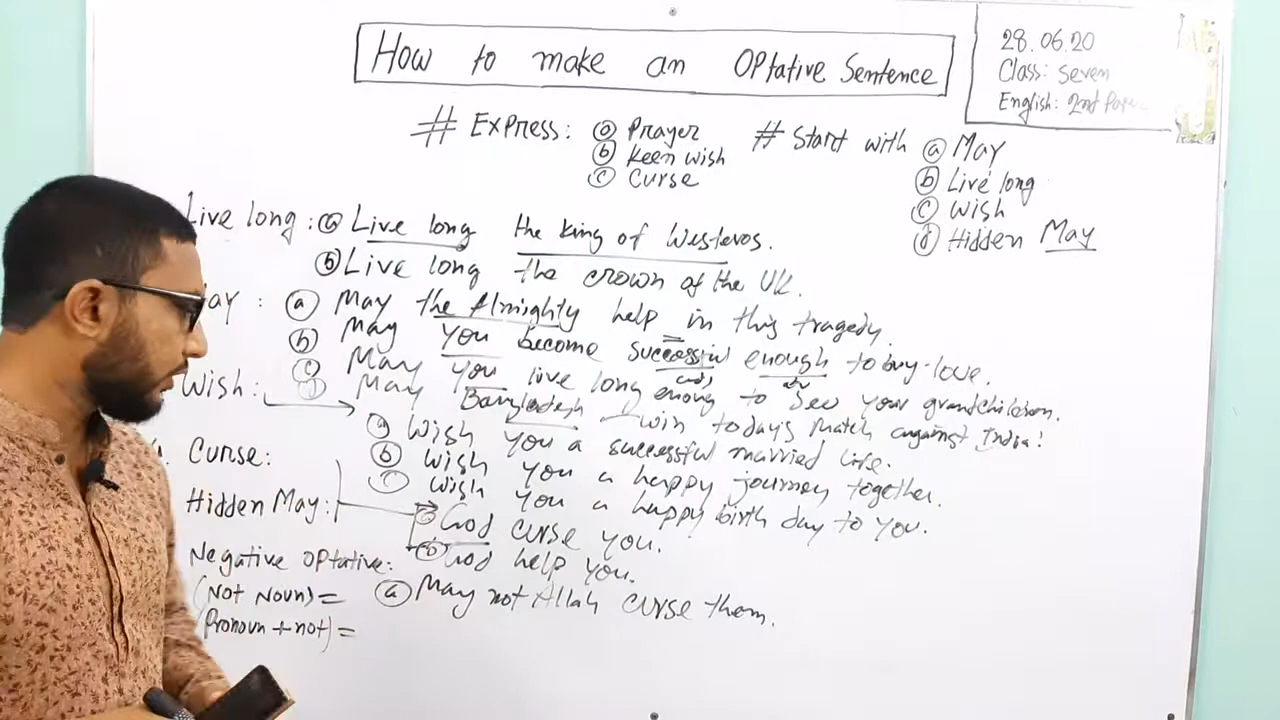 How to make an Optative Sentence
28.06.20
Class: Seven
English: 2nd Paper
# Express: (a) Prayer
(b) Keen wish
(c) Curse
# Start with (a) May
(b) Live long
(c) Wish
(d) Hidden May
Live long: (a) Live long the king of Westeros.
(b) Live long the crown of the UK.
May: (a) May the Almighty help in this tragedy.
(b) May you become successful enough to buy love.
adj adv
(c) May you live long enong to see your grandchildren.
(d) May Bangladesh win today's match against India!
Wish: (a) Wish you a successful married life.
(b) Wish you a happy journey together.
(c) Wish you a happy birth day to you.
Curse:
Hidden May: (a) God curse you.
(b) God help you.
Negative Optative: (a) May not Allah curse them.
(Not Noun) =
(Pronoun + not) =